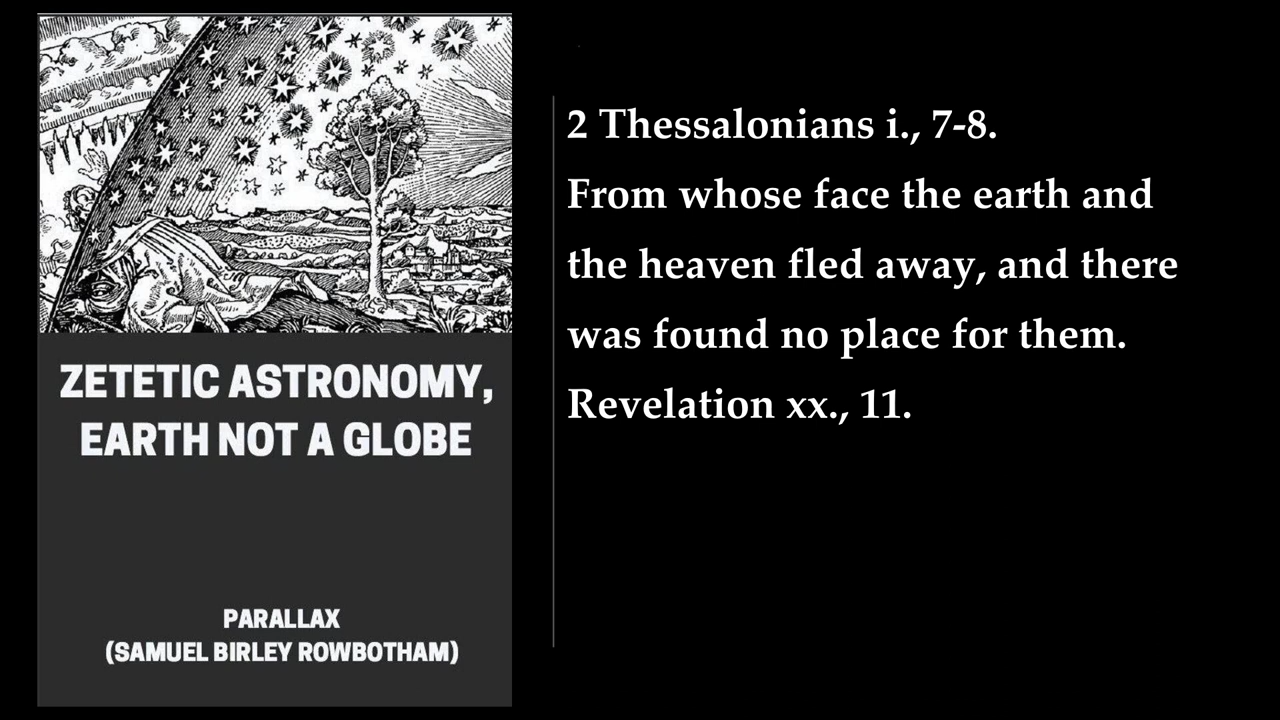 ZETETIC ASTRONOMY,
EARTH NOT A GLOBE
PARALLAX
(SAMUEL BIRLEY ROWBOTHAM)
2 Thessalonians i., 7-8.
From whose face the earth and
the heaven fled away, and there
was found no place for them.
Revelation xx., 11.